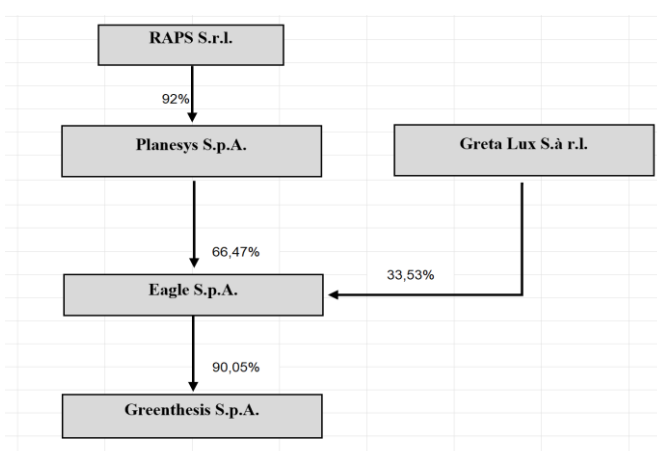 RAPS S.r.l.
92%
Planesys S.p.A.
Greta Lux S.à r.l.
66,47%
33,53%
Eagle S.p.A.
90,05%
Greenthesis S.p.A.